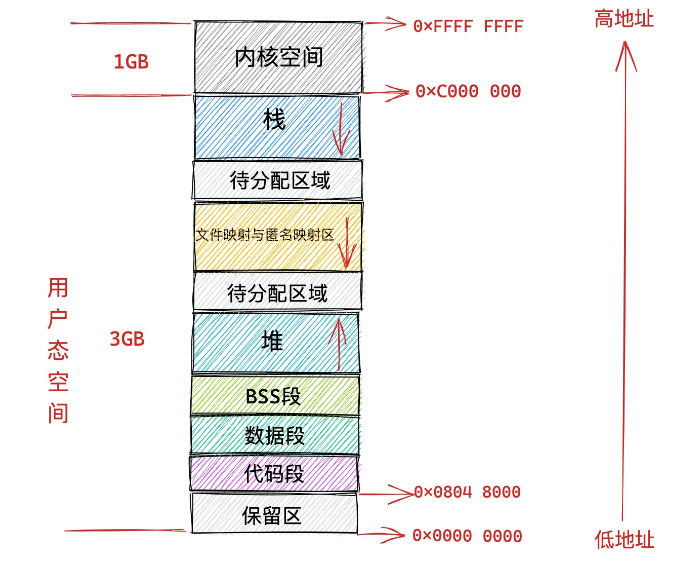 高地址
0×FFFF FFFF
内核空间
1GB
0×C000 000
栈
待分配区域
文件映射与匿名映射区
待分配区域
用户态空间
3GB
堆
BSS段
数据段
代码段
0×0804 8000
保留区
0×0000 0000
低地址